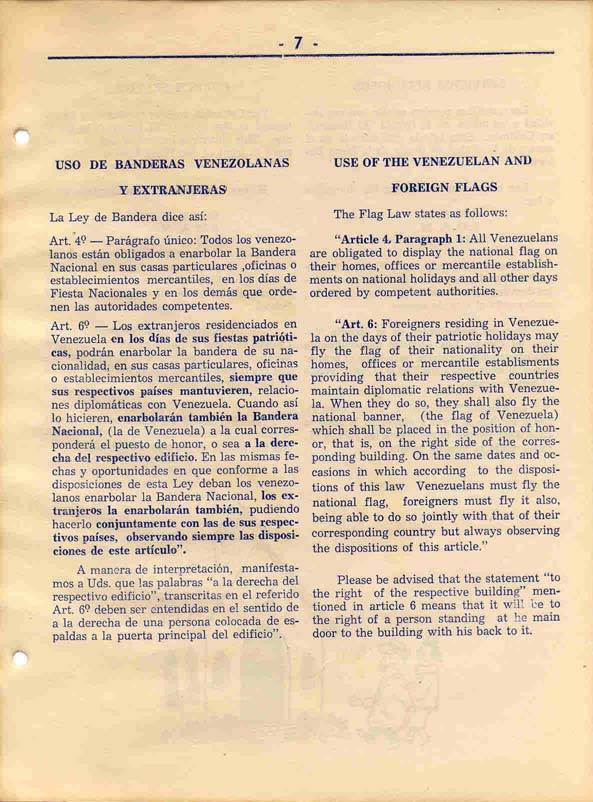 - 7 -
USO DE BANDERAS VENEZOLANAS
Y EXTRANJERAS
La Ley de Bandera dice así:
Art. 4º — Parágrafo único: Todos los venezo-
lanos están obligados a enarbolar la Bandera
Nacional en sus casas particulares ,oficinas o
establecimientos mercantiles, en los días de
Fiesta Nacionales y en los demás que orde-
nen las autoridades competentes.
Art. 6º — Los extranjeros residenciados en
Venezuela en los días de sus fiestas patrióti-
cas, podrán enarbolar la bandera de su na-
cionalidad, en sus casas particulares, oficinas
o establecimientos mercantiles, siempre que
sus respectivos países mantuvieren, relacio-
nes diplomáticas con Venezuela. Cuando así
lo hicieren, enarbolarán también la Bandera
Nacional, (la de Venezuela) a la cual corres-
ponderá el puesto de honor, o sea a la dere-
cha del respectivo edificio. En las mismas fe-
chas y oportunidades en que conforme a las
disposiciones de esta Ley deban los venezo-
lanos enarbolar la Bandera Nacional, los ex-
tranjeros la enarbolarán también, pudiendo
hacerlo conjuntamente con las de sus respec-
tivos países, observando siempre las disposi-
ciones de este artículo".
A manera de interpretación, manifesta-
mos a Uds. que las palabras "a la derecha del
respectivo edificio", transcritas en el referido
Art. 6º deben ser entendidas en el sentido de
a la derecha de una persona colocada de es-
paldas a la puerta principal del edificio".
USE OF THE VENEZUELAN AND
FOREIGN FLAGS
The Flag Law states as follows:
"Article 4, Paragraph 1: All Venezuelans
are obligated to display the national flag on
their homes, offices or mercantile establish-
ments on national holidays and all other days
ordered by competent authorities.
"Art. 6: Foreigners residing in Venezue-
la on the days of their patriotic holidays may
fly the flag of their nationality on their
homes, offices or mercantile establisments
providing that their respective countries
maintain diplomatic relations with Venezue-
la. When they do so, they shall also fly the
national banner, (the flag of Venezuela)
which shall be placed in the position of hon-
or, that is, on the right side of the corres-
ponding building. On the same dates and oc-
casions in which according to the disposi-
tions of this law Venezuelans must fly the
national flag, foreigners must fly it also,
being able to do so jointly with that of their
corresponding country but always observing
the dispositions of this article."
Please be advised that the statement "to
the right of the respective building" men-
tioned in article 6 means that it will be to
the right of a person standing at he main
door to the building with his back to it.